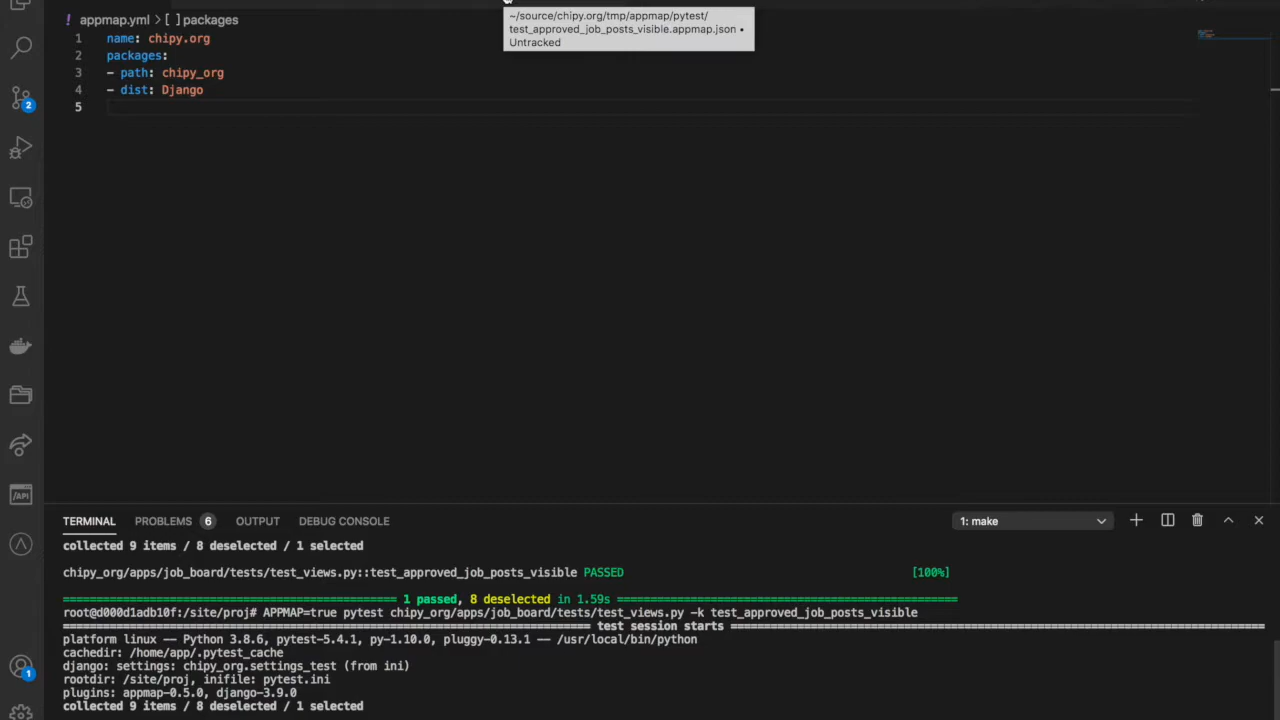 ~/source/chipy.org/tmp/appmap/pytest/
test_approved_job_posts_visible.appmap.json •
Untracked
! appmap.yml > [ ] packages
1 name: chipy.org
2 packages:
3 - path: chipy_org
4 - dist: Django
5
2
/API
1
TERMINAL PROBLEMS 6 OUTPUT DEBUG CONSOLE 1: make
collected 9 items / 8 deselected / 1 selected
chipy_org/apps/job_board/tests/test_views.py::test_approved_job_posts_visible PASSED [100%]
=========================================== 1 passed, 8 deselected in 1.59s ============================================
root@d000d1adb10f:/site/proj# APPMAP=true pytest chipy_org/apps/job_board/tests/test_views.py -k test_approved_job_posts_visible
==================================================================== test session starts ====================================================================
platform linux -- Python 3.8.6, pytest-5.4.1, py-1.10.0, pluggy-0.13.1 -- /usr/local/bin/python
cachedir: /home/app/.pytest_cache
django: settings: chipy_org.settings_test (from ini)
rootdir: /site/proj, inifile: pytest.ini
plugins: appmap-0.5.0, django-3.9.0
collected 9 items / 8 deselected / 1 selected